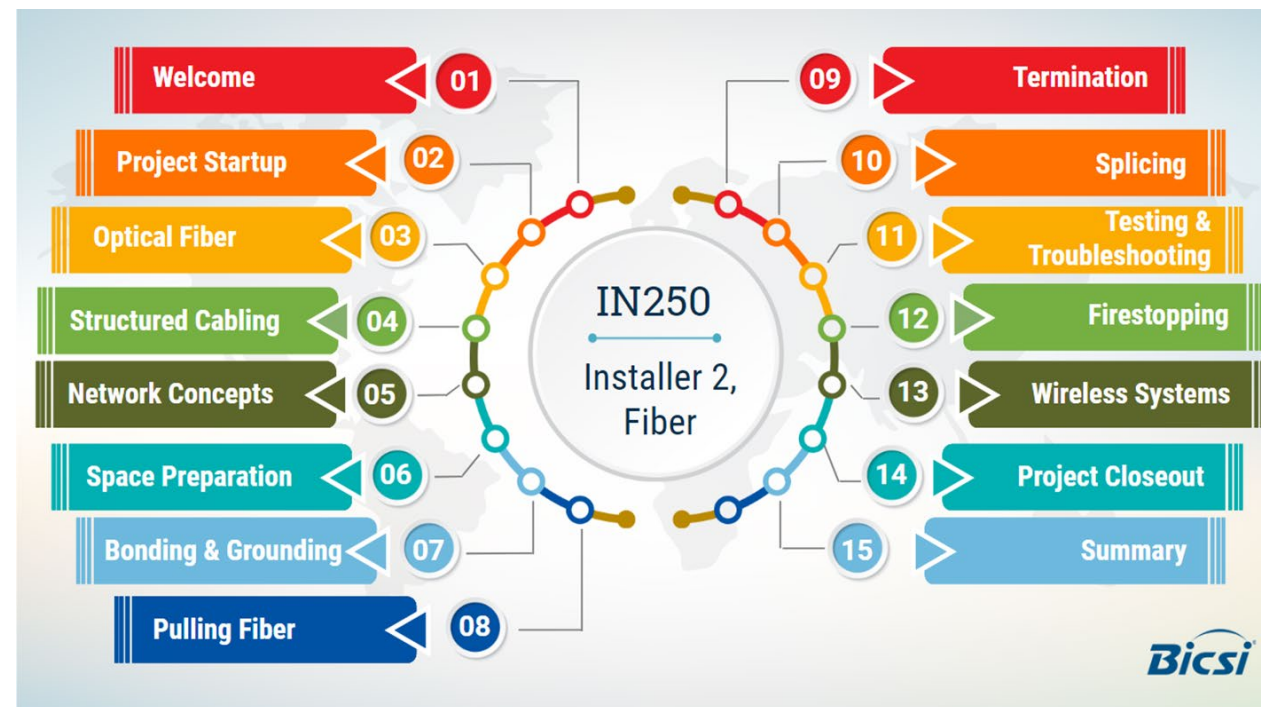 Welcome
01
Project Startup
02
Optical Fiber
03
Structured Cabling
04
Network Concepts
05
Space Preparation
06
Bonding & Grounding
07
Pulling Fiber
08
IN250
Installer 2,
Fiber
09
Termination
10
Splicing
11
Testing &
Troubleshooting
12
Firestopping
13
Wireless Systems
14
Project Closeout
15
Summary
Bicsi